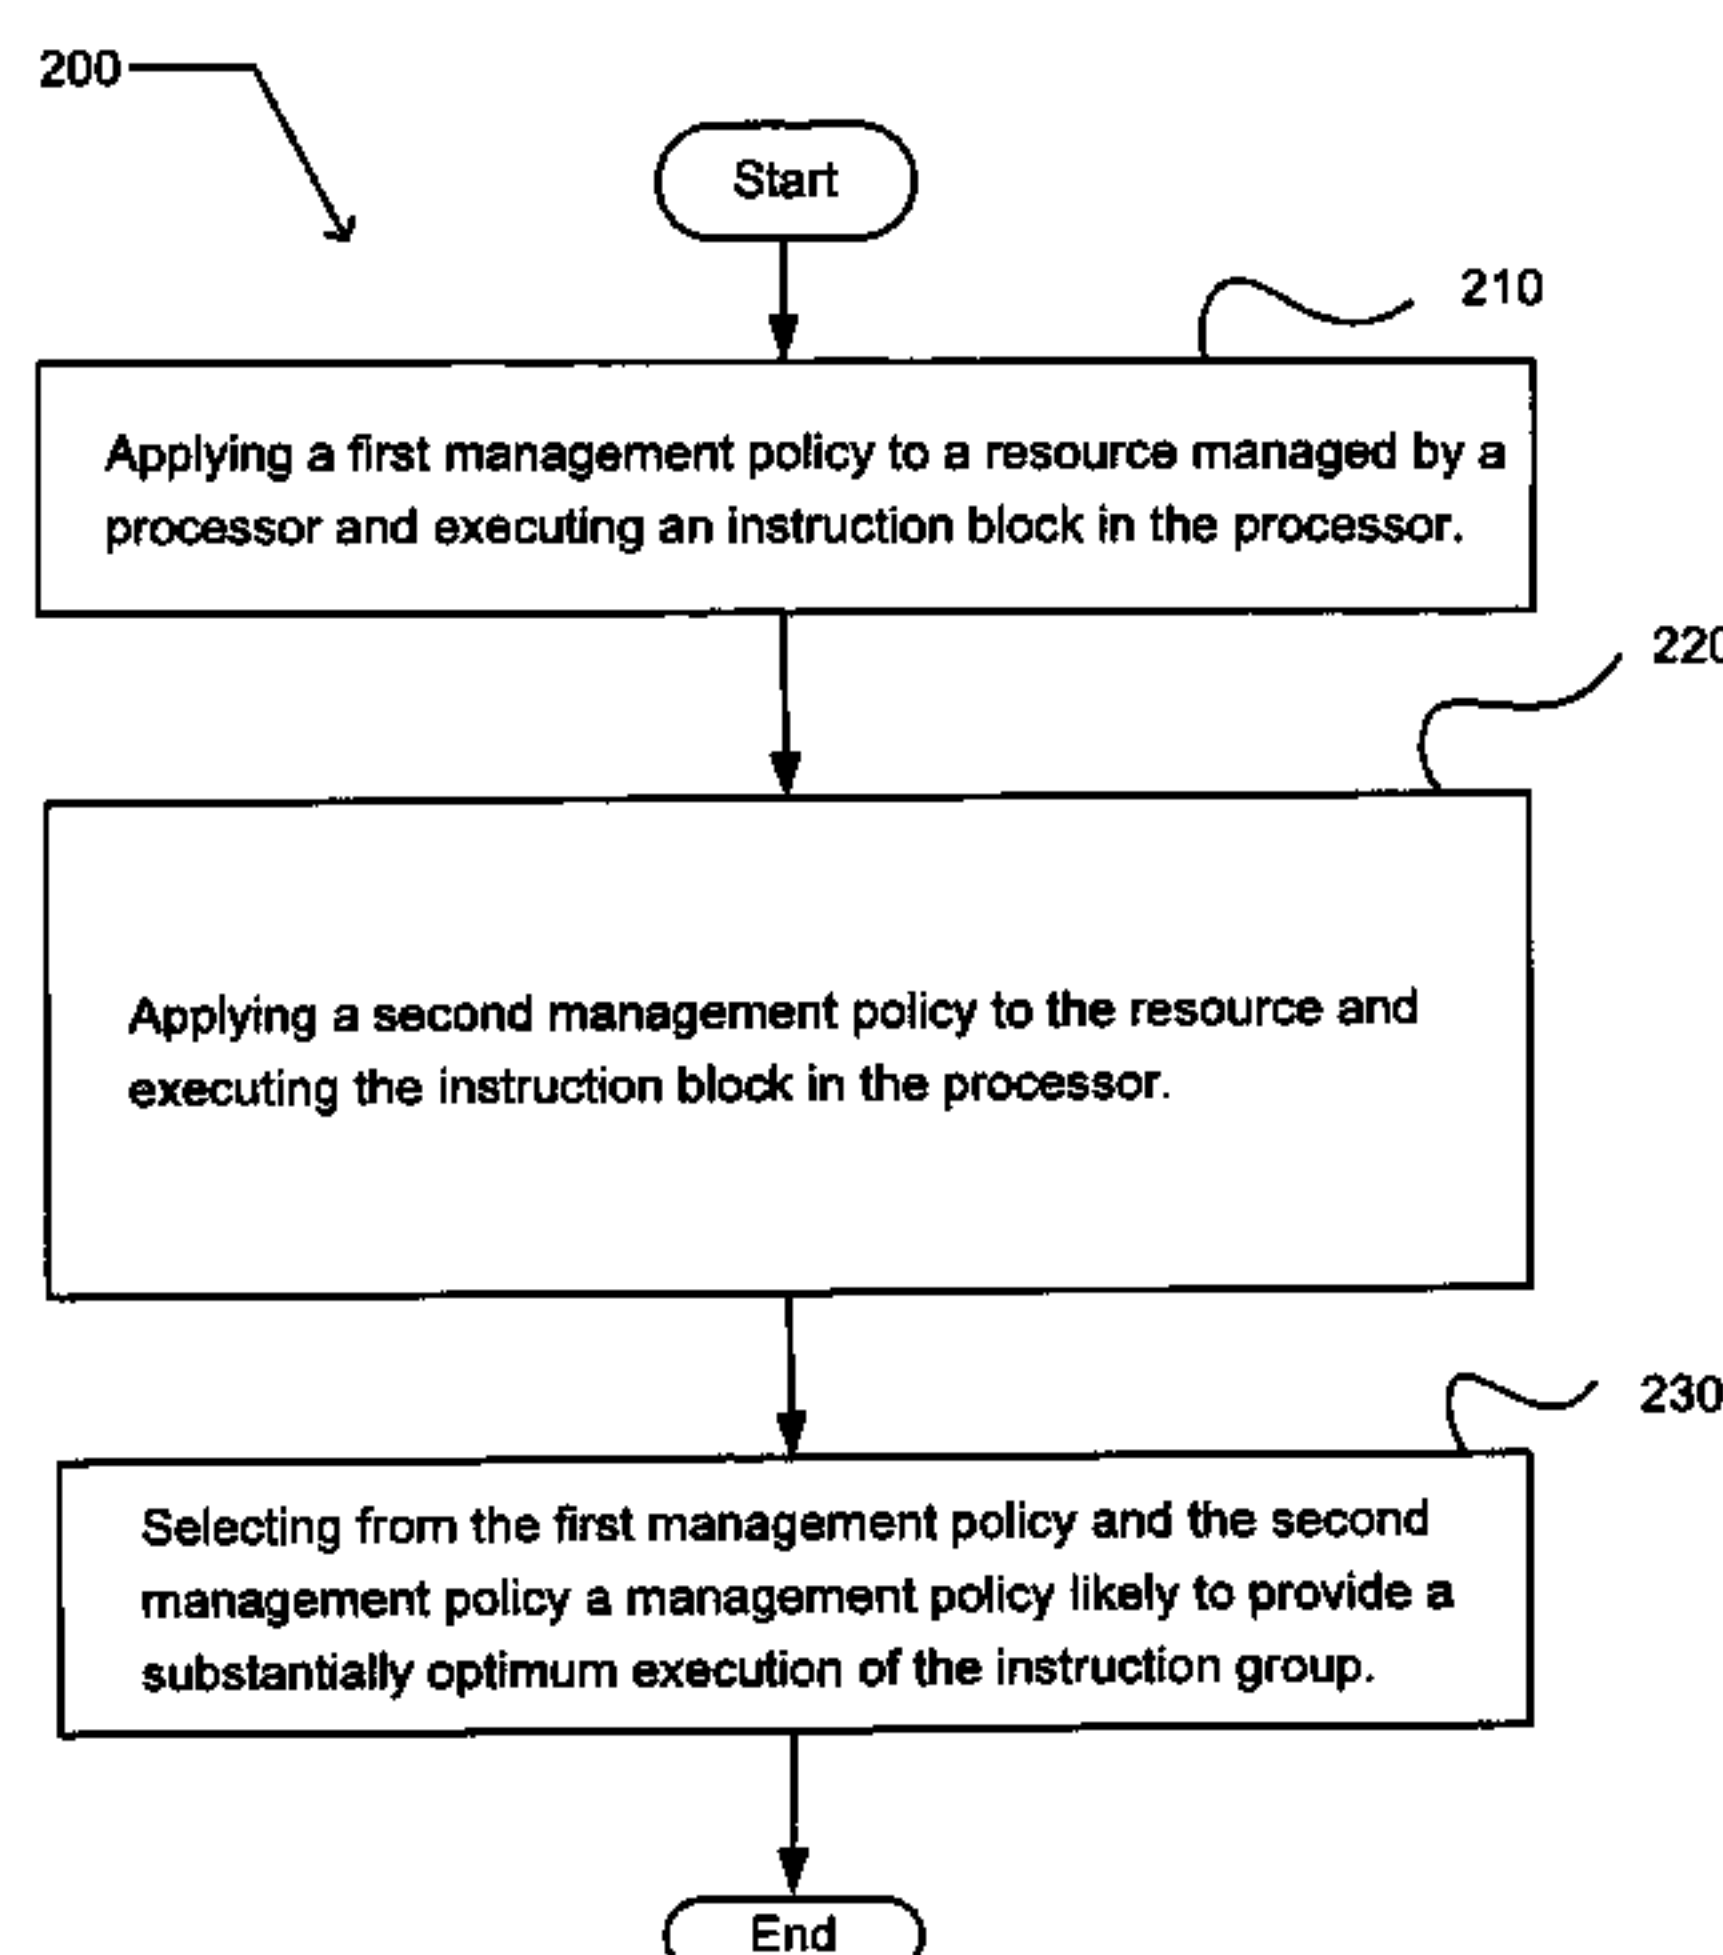 200
Start
210
Applying a first management policy to a resource managed by a
processor and executing an instruction block in the processor.
220
Applying a second management policy to the resource and
executing the instruction block in the processor.
230
Selecting from the first management policy and the second
management policy a management policy likely to provide a
substantially optimum execution of the instruction group.
End